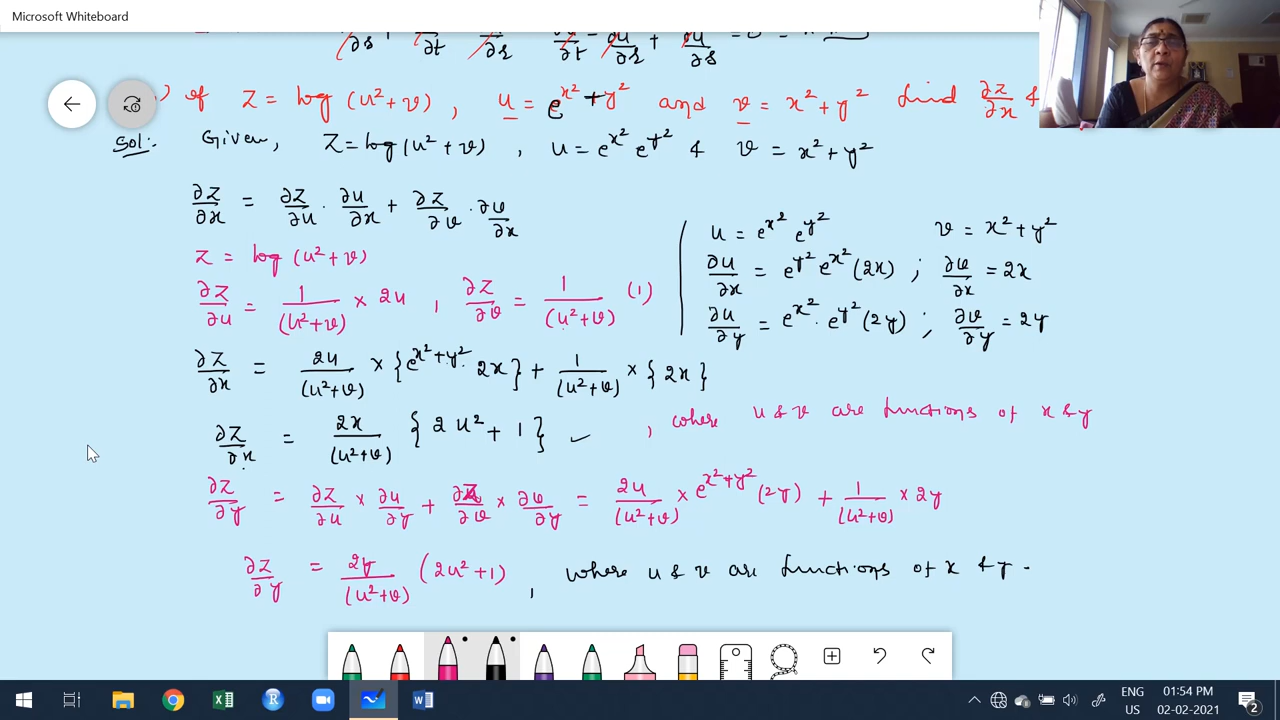 Microsoft Whiteboard
) of Z = log (u² + v), u = e^{x² + y²} and v = x² + y² find ∂Z/∂x &
Sol:- Given, Z = log (u² + v), u = e^{x²} e^{y²} & v = x² + y²
∂Z/∂x = ∂Z/∂u · ∂u/∂x + ∂Z/∂v · ∂v/∂x
u = e^{x²} e^{y²} v = x² + y²
Z = log (u² + v)
∂u/∂x = e^{y²} e^{x²} (2x) ; ∂v/∂x = 2x
∂Z/∂u = 1/(u²+v) × 2u , ∂Z/∂v = 1/(u²+v) (1)
∂u/∂y = e^{x²} · e^{y²} (2y) ; ∂v/∂y = 2y
∂Z/∂x = 2u/(u²+v) × {e^{x²+y²} 2x} + 1/(u²+v) × {2x}
∂Z/∂x = 2x/(u²+v) {2u² + 1} ✓ , where u & v are functions of x & y
∂Z/∂y = ∂Z/∂u × ∂u/∂y + ∂Z/∂v × ∂v/∂y = 2u/(u²+v) × e^{x²+y²} (2y) + 1/(u²+v) × 2y
∂Z/∂y = 2y/(u²+v) (2u²+1) , where u & v are functions of x & y -
ENG
US
01:54 PM
02-02-2021
2